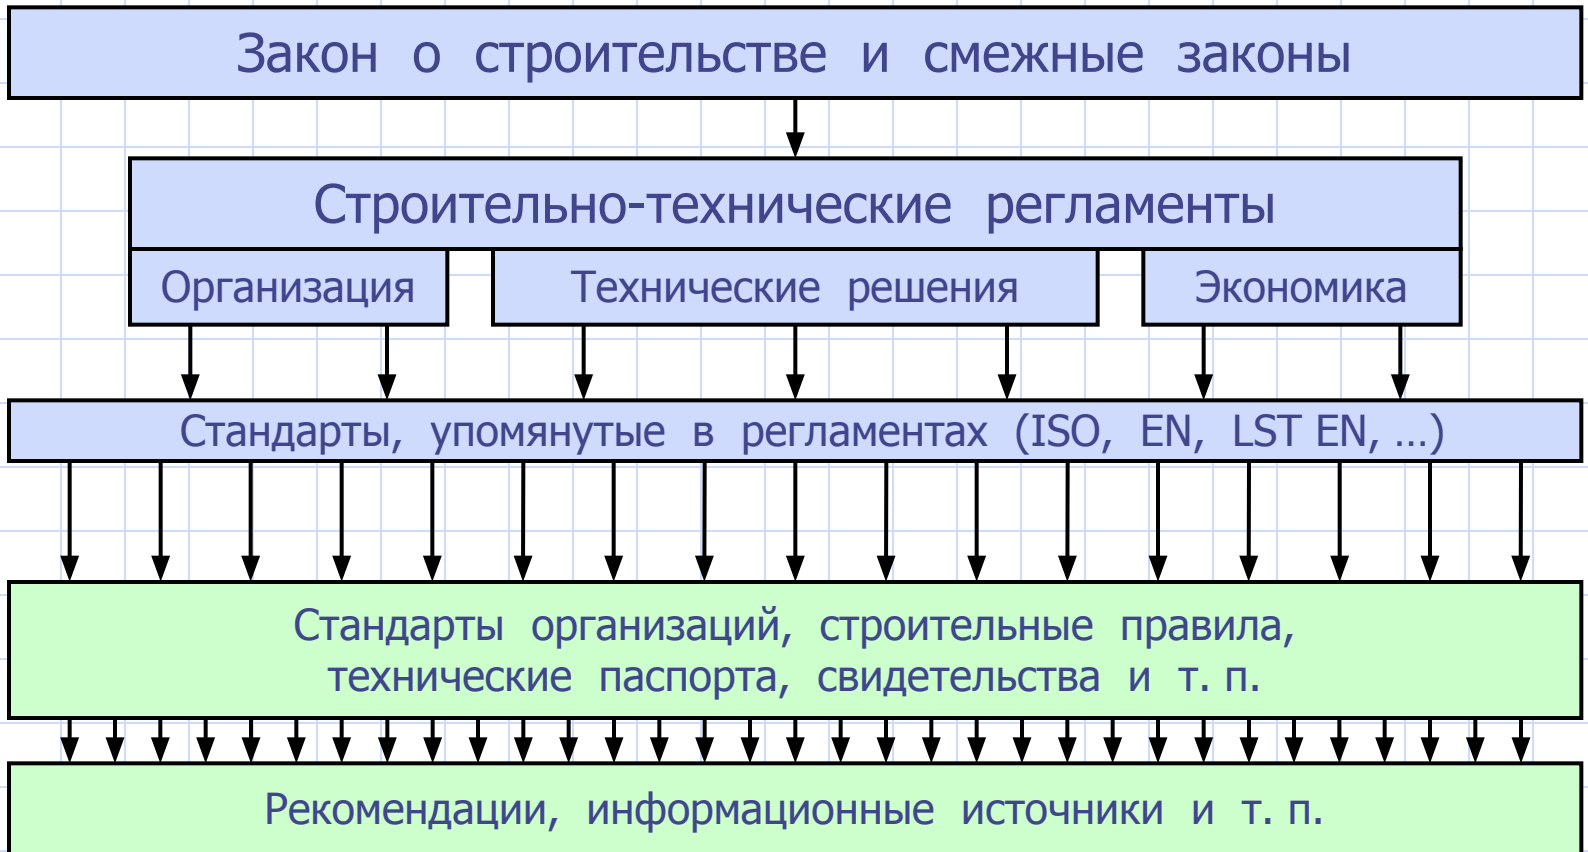 Закон о строительстве и смежные законы
Строительно-технические регламенты
Организация
Технические решения
Экономика
Стандарты, упомянутые в регламентах (ISO, EN, LST EN, ...)
Стандарты организаций, строительные правила,
технические паспорта, свидетельства и т. п.
Рекомендации, информационные источники и т. п.